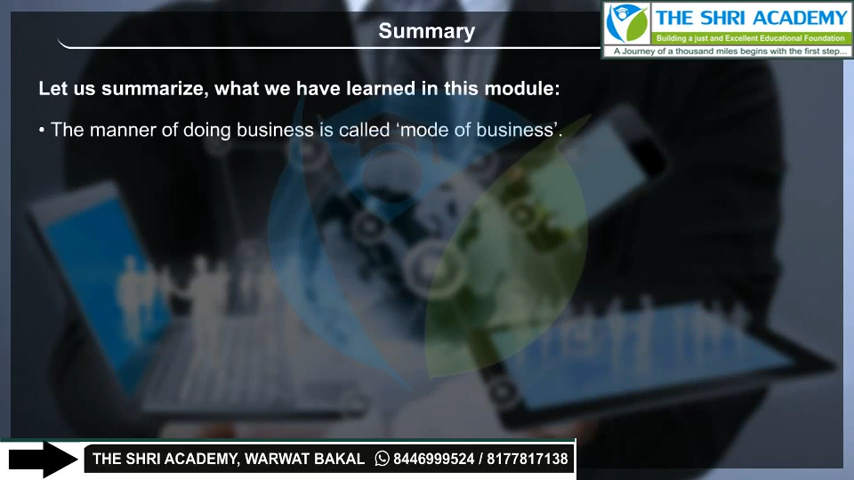 Summary
THE SHRI ACADEMY
Building a just and Excellent Educational Foundation
A Journey of a thousand miles begins with the first step...
Let us summarize, what we have learned in this module:
• The manner of doing business is called ‘mode of business’.
THE SHRI ACADEMY, WARWAT BAKAL 8446999524 / 8177817138